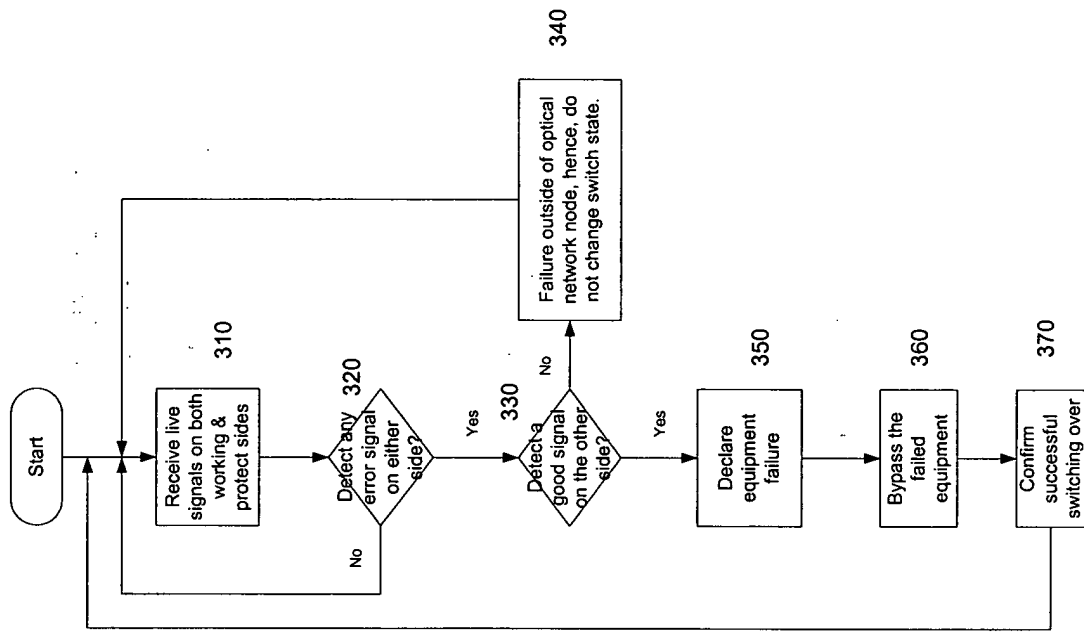 Start
Receive live
signals on both
working &
protect sides
310
Detect any
error signal
on either
side?
320
No
Yes
Detect a
good signal
on the other
side?
330
No
Failure outside of optical
network node, hence, do
not change switch state.
340
Yes
Declare
equipment
failure
350
Bypass the
failed
equipment
360
Confirm
successful
switching over
370